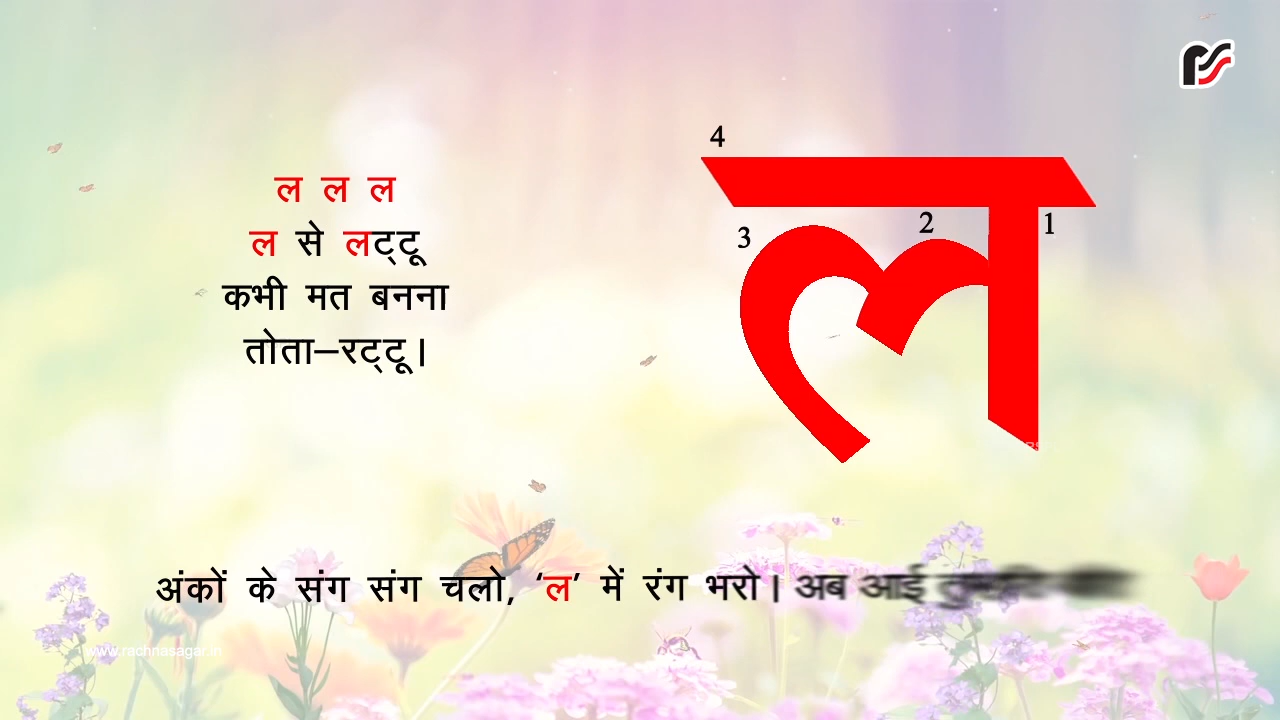 ल ल ल
ल से लट्टू
कभी मत बनना
तोता–रट्टू।
4
3
2
1
अंकों के संग संग चलो, ‘ल’ में रंग भरो। अब आई
www.rachnasagar.in